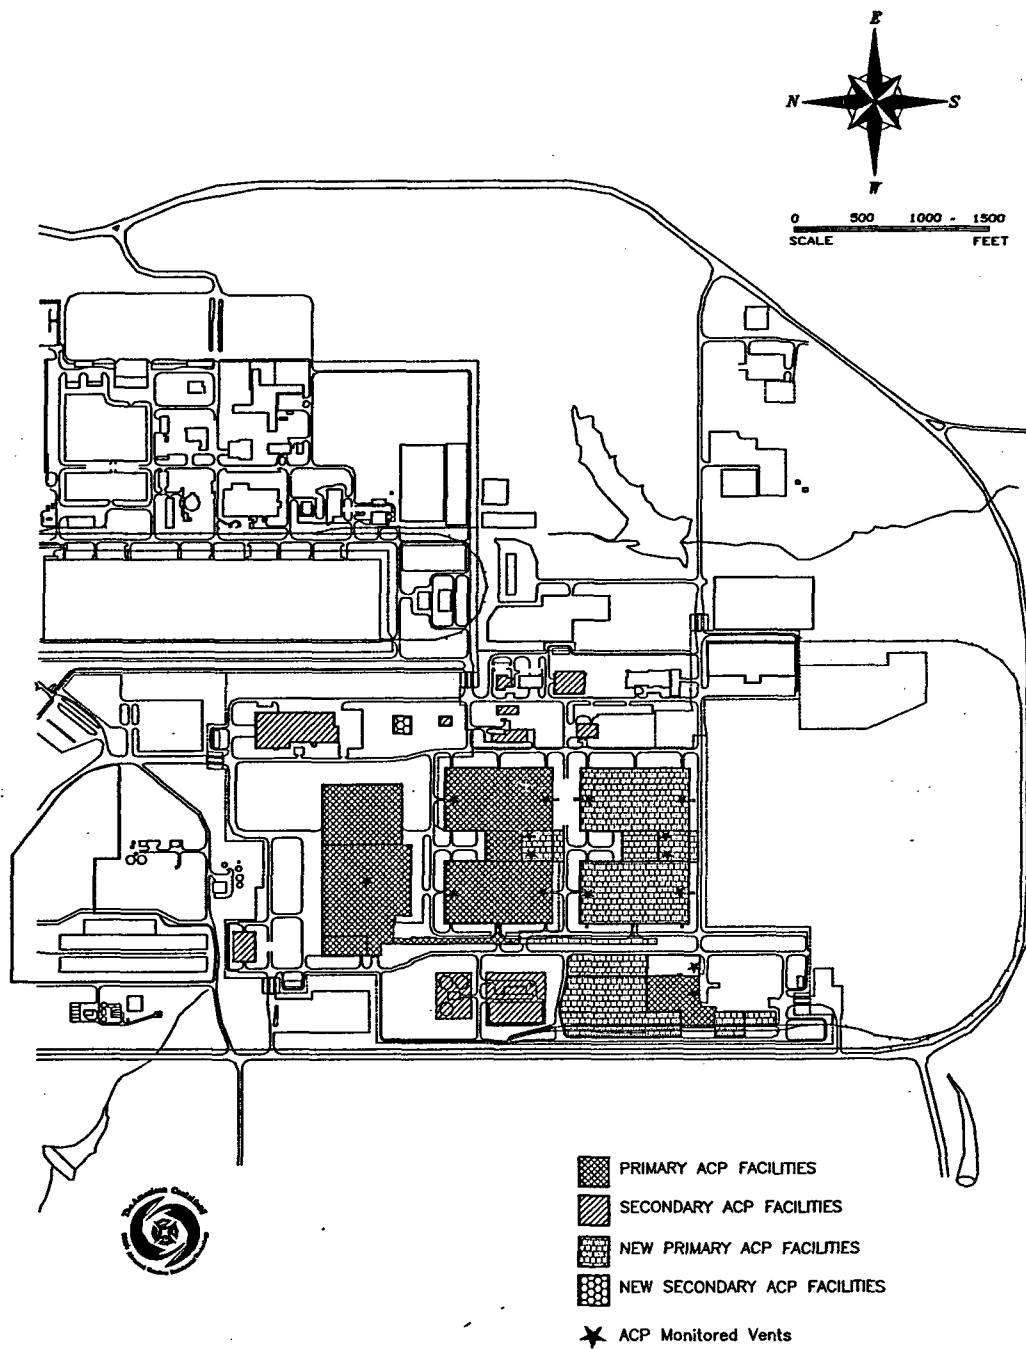 E
N
S
W
0 500 1000 - 1500
SCALE FEET
PRIMARY ACP FACILITIES
SECONDARY ACP FACILITIES
NEW PRIMARY ACP FACILITIES
NEW SECONDARY ACP FACILITIES
ACP Monitored Vents